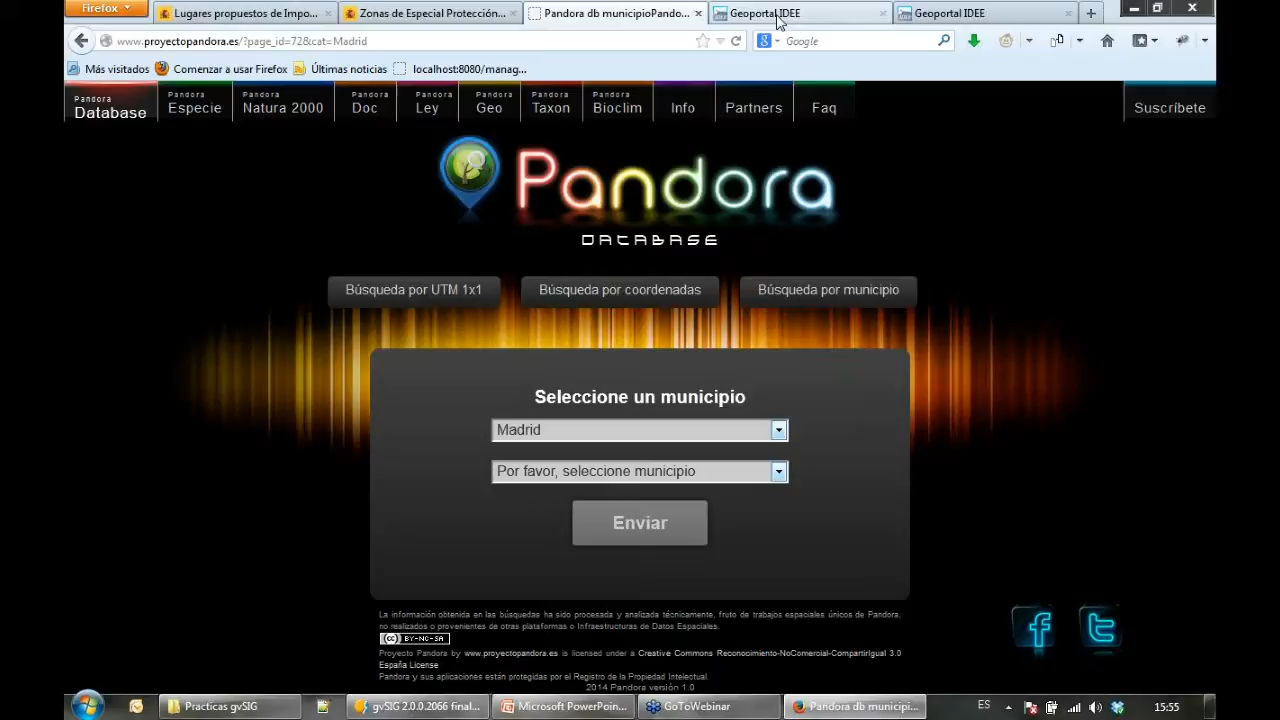 Firefox
Lugares propuestos de Impo...
Zonas de Especial Protección...
Pandora db municipioPando...
Geoportal IDEE
Geoportal IDEE
www.proyectopandora.es/?page_id=728&cat=Madrid
Google
Más visitados
Comenzar a usar Firefox
Últimas noticias
localhost:8080/manag...
Pandora Database
Pandora Especie
Pandora Natura 2000
Pandora Doc
Pandora Ley
Pandora Geo
Pandora Taxon
Pandora Bioclim
Info
Partners
Faq
Suscríbete
Pandora
DATABASE
Búsqueda por UTM 1x1
Búsqueda por coordenadas
Búsqueda por municipio
Seleccione un municipio
Madrid
Por favor, seleccione municipio
Enviar
La información obtenida en las búsquedas ha sido procesada y analizada técnicamente, fruto de trabajos espaciales únicos de Pandora,
no realizados o provenientes de otras plataformas o Infraestructuras de Datos Espaciales.
cc BY-NC-SA
Proyecto Pandora by www.proyectopandora.es is licensed under a Creative Commons Reconocimiento-NoComercial-CompartirIgual 3.0
España License
Pandora y sus aplicaciones están protegidas por el Registro de la Propiedad Intelectual.
2014 Pandora versión 1.0
Practicas gvSIG
gvSIG 2.0.0.2066 final...
Microsoft PowerPoin...
GoToWebinar
Pandora db municipi...
ES
15:55